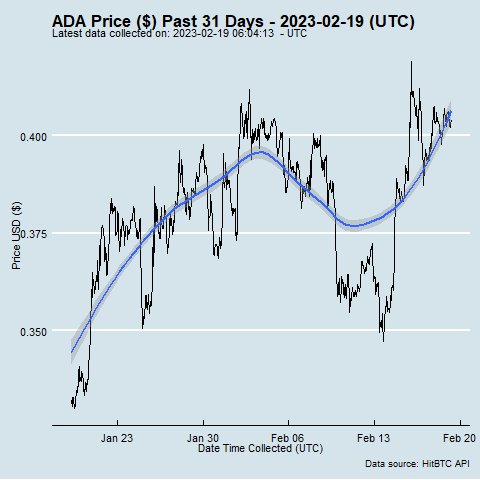 ADA Price ($) Past 31 Days - 2023-02-19 (UTC)
Latest data collected on: 2023-02-19 06:04:13  - UTC
0.400
0.375
0.350
Price USD ($)
Jan 23
Jan 30
Feb 06
Feb 13
Feb 20
Date Time Collected (UTC)
Data source: HitBTC API